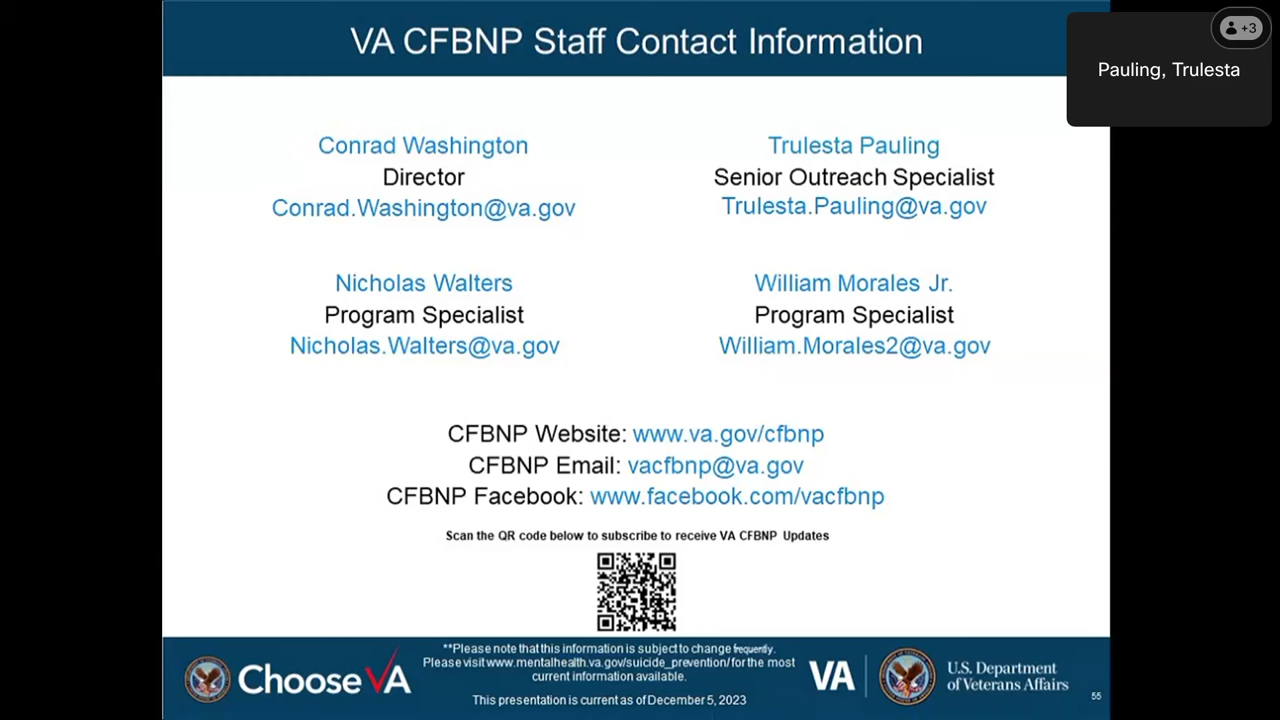 VA CFBNP Staff Contact Information
+3
Pauling, Trulesta
Conrad Washington
Director
Conrad.Washington@va.gov
Trulesta Pauling
Senior Outreach Specialist
Trulesta.Pauling@va.gov
Nicholas Walters
Program Specialist
Nicholas.Walters@va.gov
William Morales Jr.
Program Specialist
William.Morales2@va.gov
CFBNP Website: www.va.gov/cfbnp
CFBNP Email: vacfbnp@va.gov
CFBNP Facebook: www.facebook.com/vacfbnp
Scan the QR code below to subscribe to receive VA CFBNP Updates
Choose VA
**Please note that this information is subject to change frequently.
Please visit www.mentalhealth.va.gov/suicide_prevention/ for the most
current information available.
This presentation is current as of December 5, 2023
VA
U.S. Department
of Veterans Affairs
55